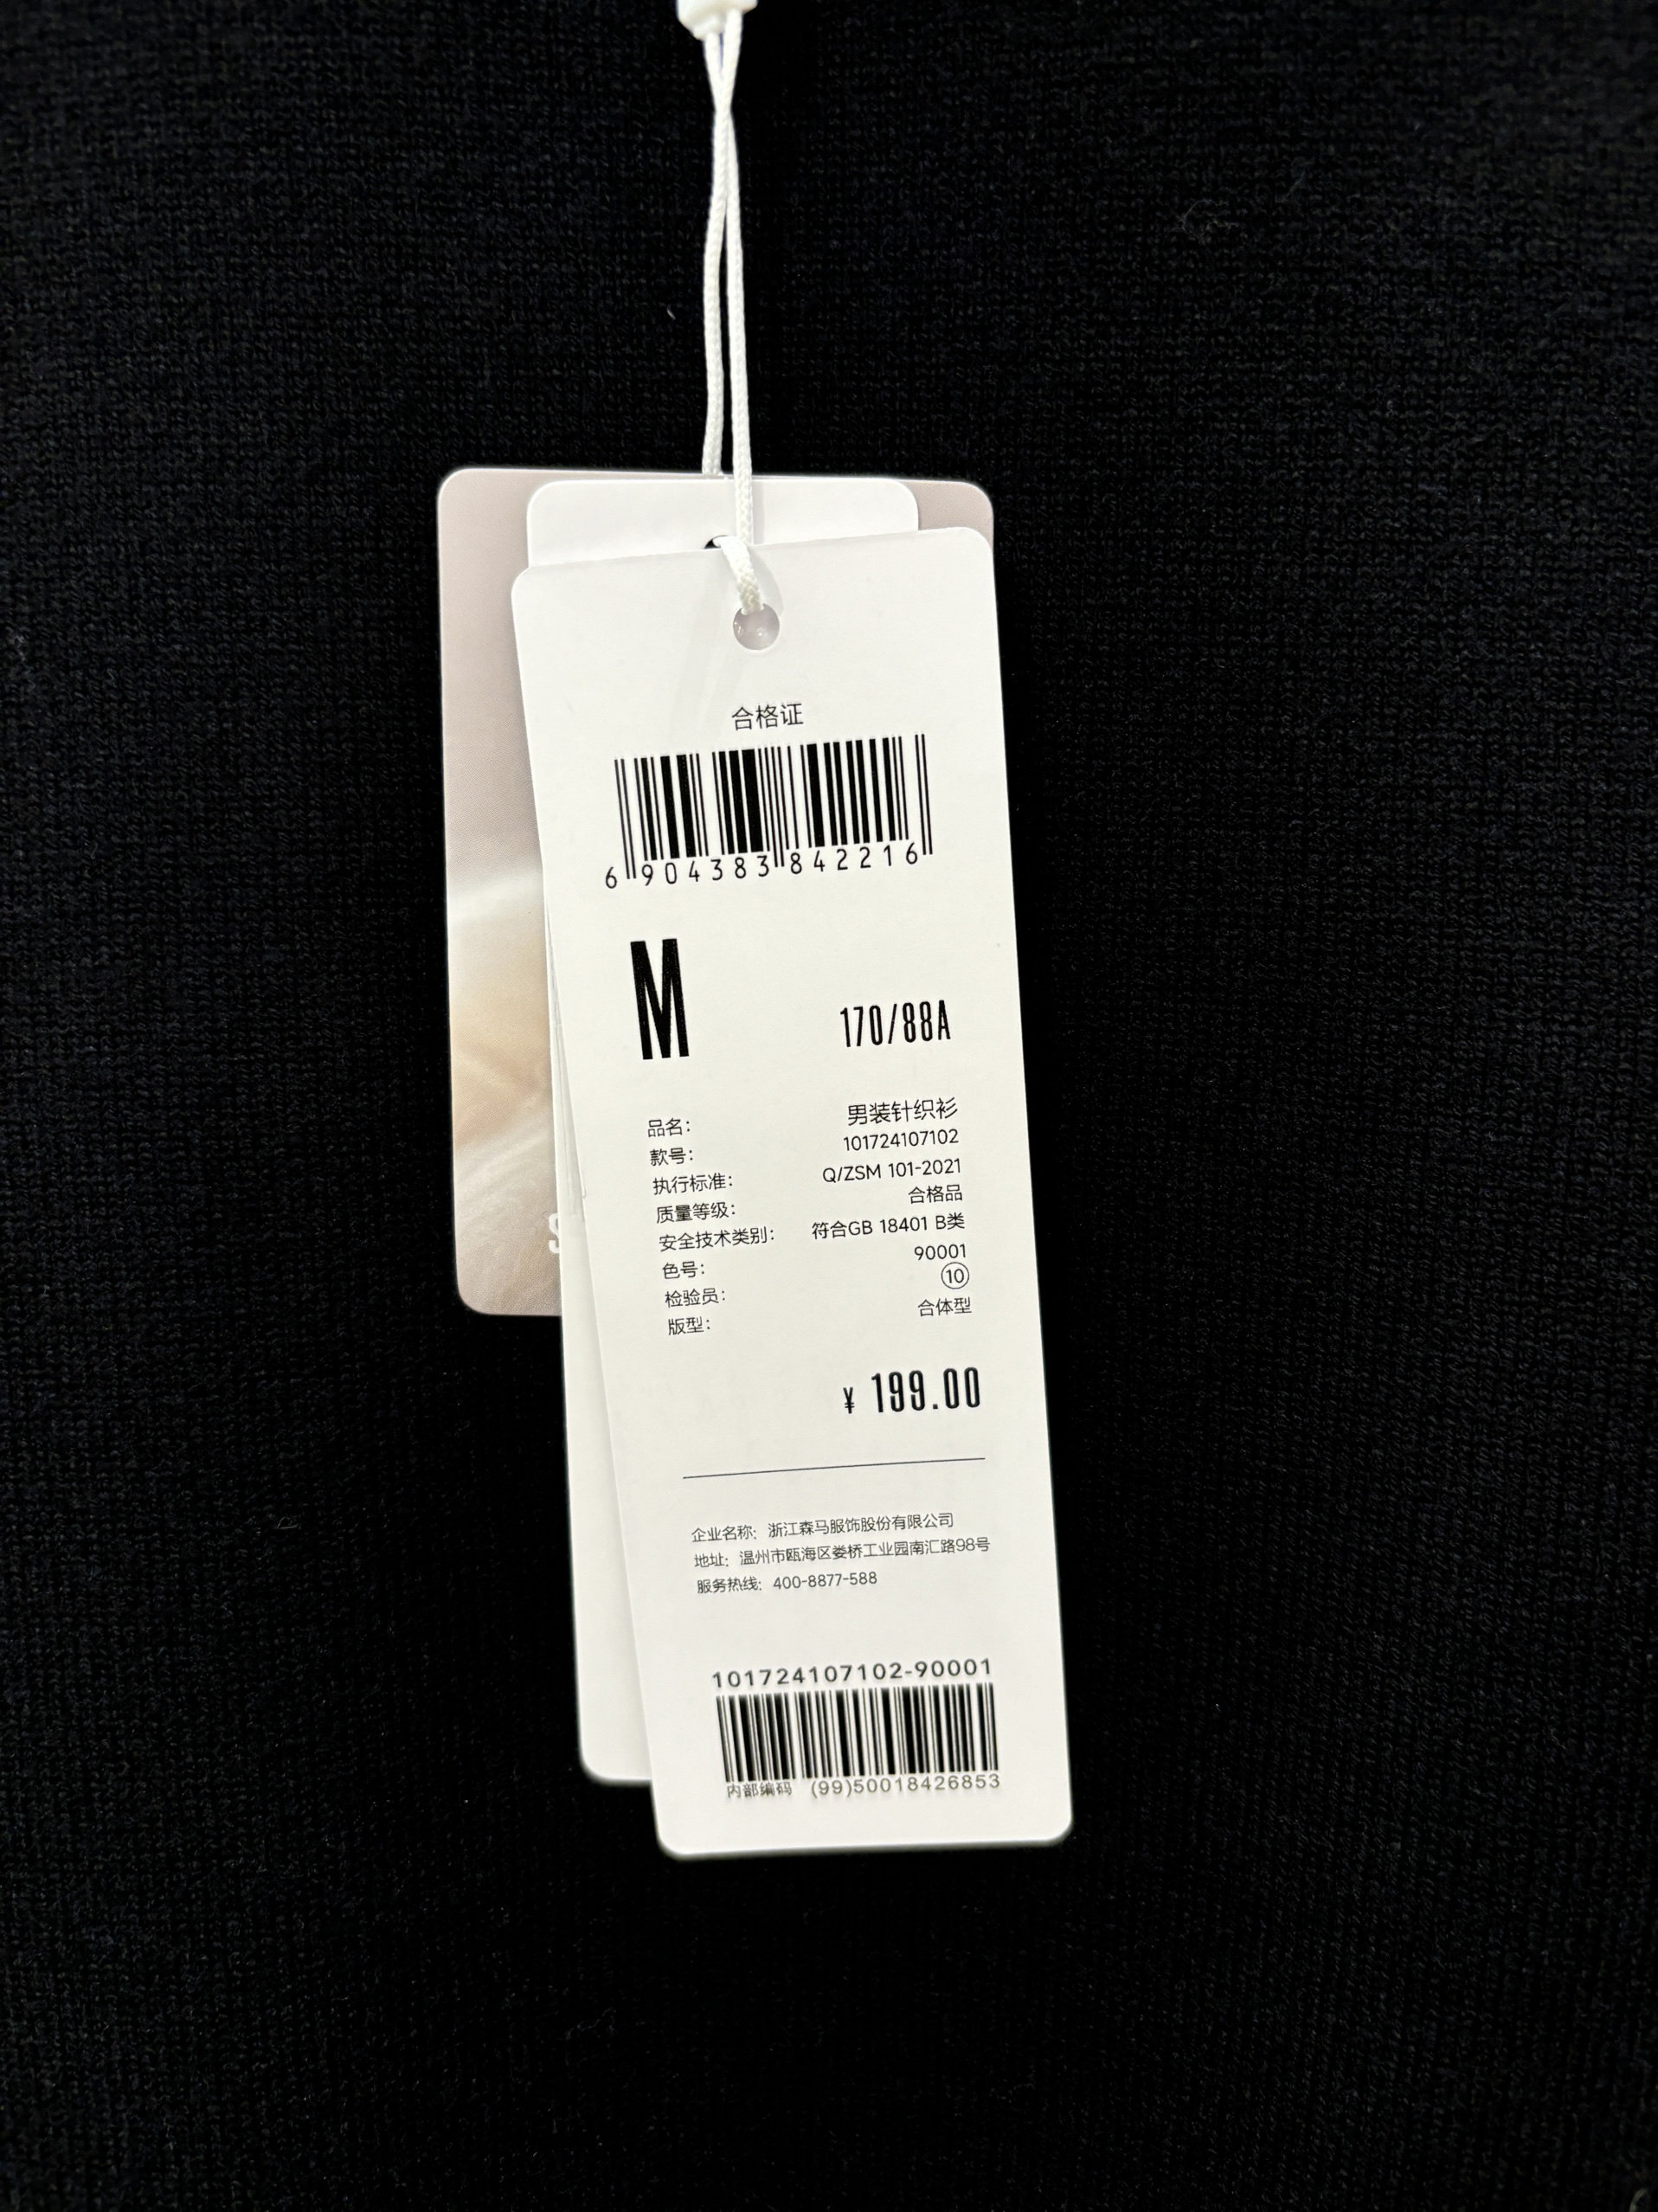 合格证
6 904383 842216
M
170/88A
品名: 男装针织衫
款号: 101724107102
执行标准: Q/ZSM 101-2021
质量等级: 合格品
安全技术类别: 符合GB 18401 B类
色号: 90001
检验员: ⑩
版型: 合体型
¥ 199.00
企业名称: 浙江森马服饰股份有限公司
地址: 温州市瓯海区娄桥工业园南汇路98号
服务热线: 400-8877-588
101724107102-90001
内部编码 (99)50018426853